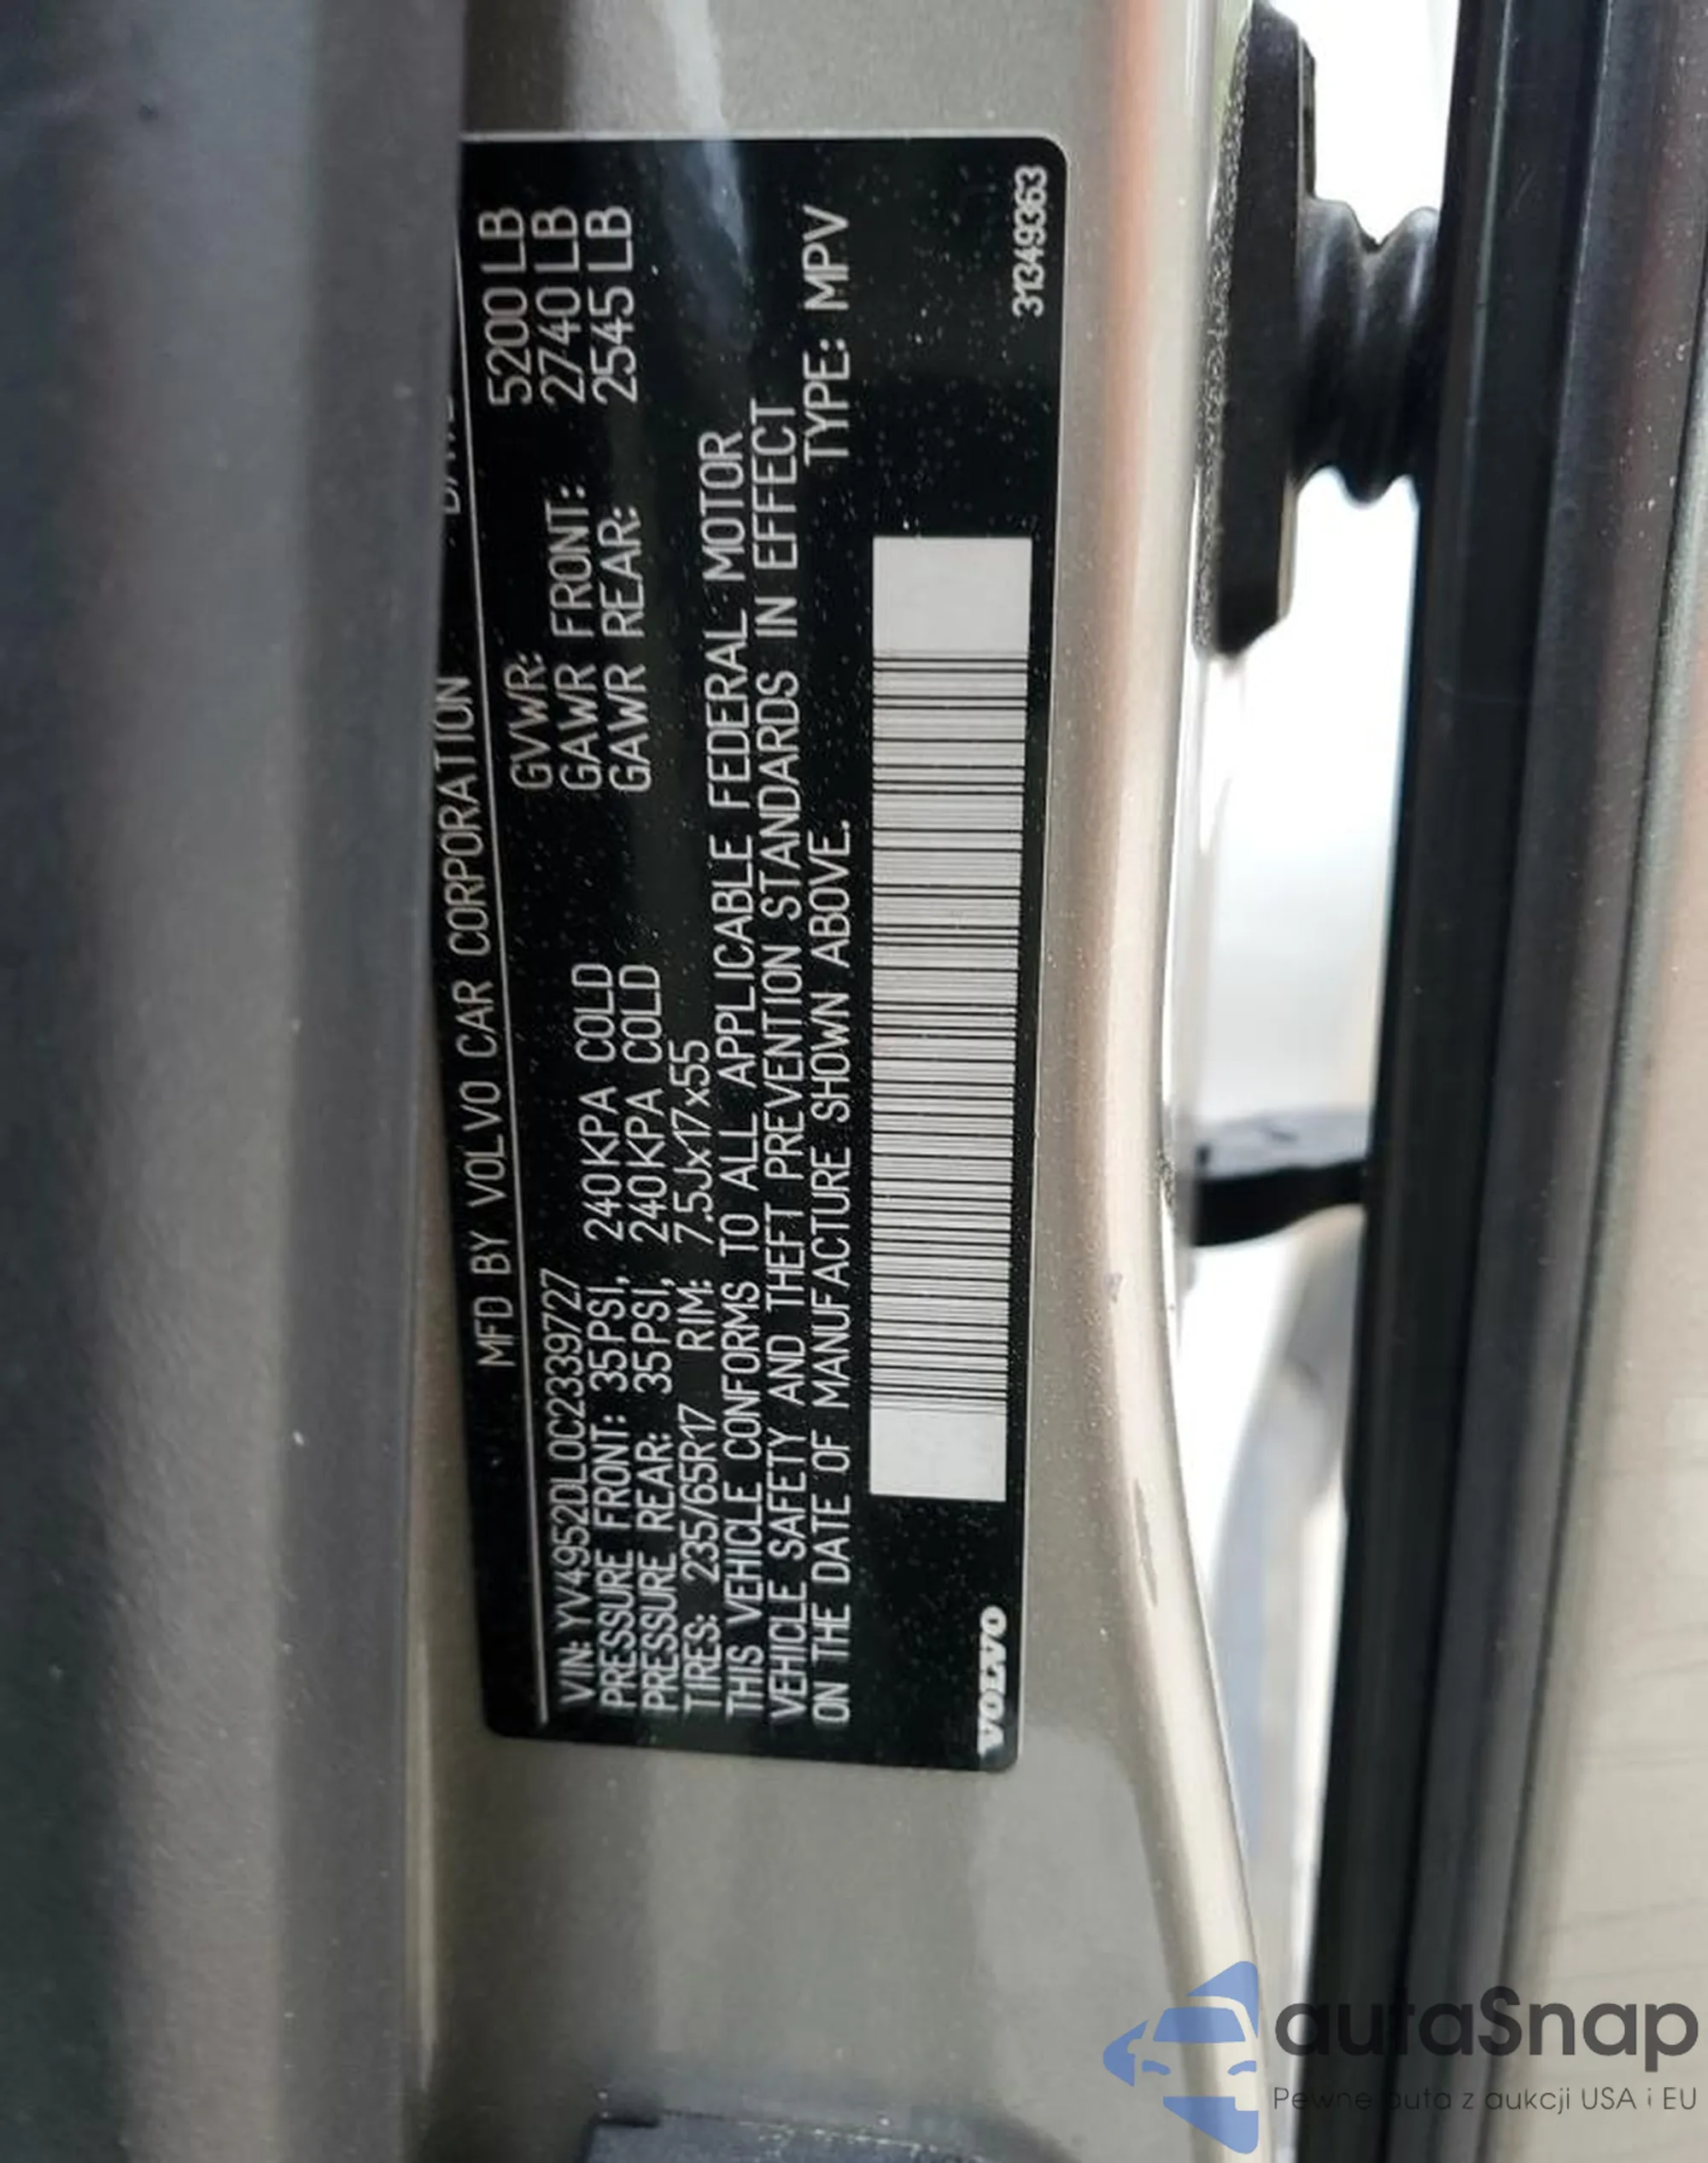 MFD BY VOLVO CAR CORPORATION
VIN: YV4952DL0C2339727 GVWR: 5200 LB
PRESSURE FRONT: 35PSI, 240KPA COLD GAWR FRONT: 2740 LB
PRESSURE REAR: 35PSI, 240KPA COLD GAWR REAR: 2545 LB
TIRES: 235/65R17 RIM: 7.5Jx17x55
THIS VEHICLE CONFORMS TO ALL APPLICABLE FEDERAL MOTOR
VEHICLE SAFETY AND THEFT PREVENTION STANDARDS IN EFFECT
ON THE DATE OF MANUFACTURE SHOWN ABOVE. TYPE: MPV
VOLVO 31349363
autaSnap
Pewne auta z aukcji USA i EU